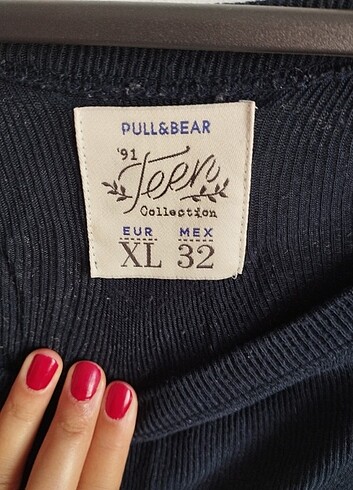 PULL&BEAR
'91
Teen
Collection
EUR MEX
XL 32